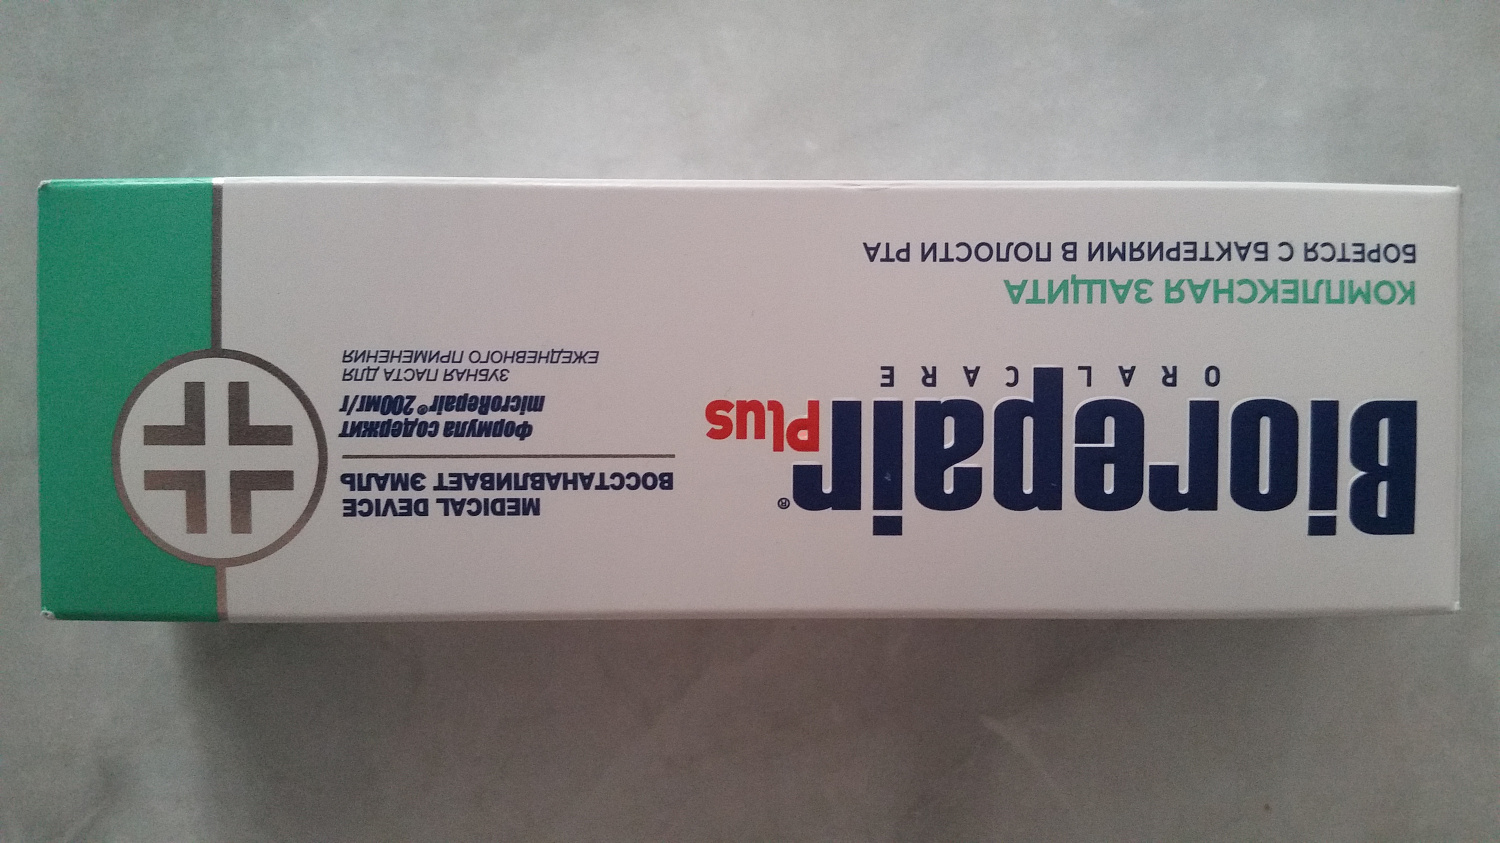 Biorepair® Plus
ORAL CARE
КОМПЛЕКСНАЯ ЗАЩИТА
БОРЕТСЯ С БАКТЕРИЯМИ В ПОЛОСТИ РТА
MEDICAL DEVICE
ВОССТАНАВЛИВАЕТ ЭМАЛЬ
Формула содержит
microRepair® 200мг/г
ЗУБНАЯ ПАСТА ДЛЯ
ЕЖЕДНЕВНОГО ПРИМЕНЕНИЯ